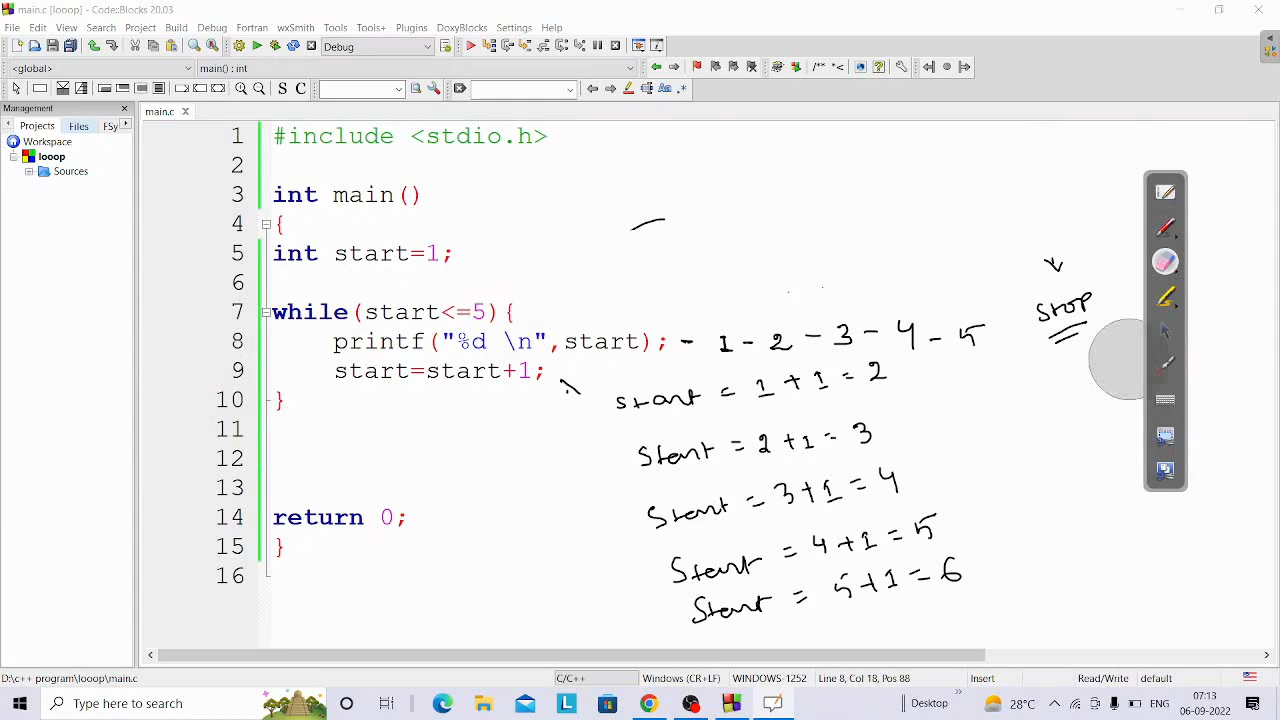 main.c [looop] - Code::Blocks 20.03
File Edit View Search Project Build Debug Fortran wxSmith Tools Tools+ Plugins DoxyBlocks Settings Help
Debug
<global> main() : int
/** *<
S C
Aa .*
Management
main.c
Projects Files FSy
Workspace
looop
Sources
1 #include <stdio.h>
2
3 int main()
4 {
5 int start=1;
6
7 while(start<=5){
8 printf("%d \n",start); - 1 - 2 - 3 - 4 - 5
stop
9 start=start+1;
start = 1 + 1 = 2
10 }
11
start = 2 + 1 = 3
12
13
start = 3 + 1 = 4
14 return 0;
start = 4 + 1 = 5
15 }
16
start = 5 + 1 = 6
D:\c++ program\looop\main.c C/C++ Windows (CR+LF) WINDOWS-1252 Line 8, Col 18, Pos 88 Insert Read/Write default
Type here to search
L
Desktop 28°C ENG 07:13
06-09-2022